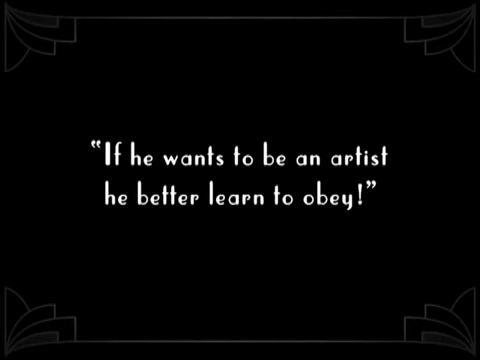 “If he wants to be an artist
he better learn to obey!”